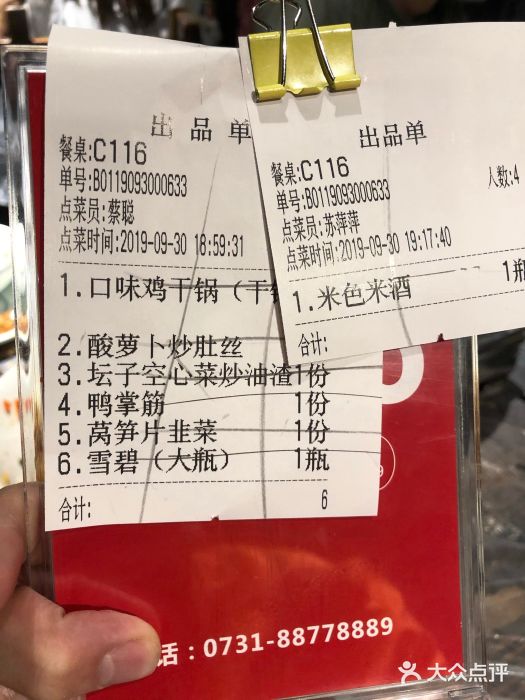 出品单
餐桌:C116
单号:B0119093000633
点菜员:蔡聪
点菜时间:2019-09-30 18:59:31
1.口味鸡干锅（干
2.酸萝卜炒肚丝
3.坛子空心菜炒油渣1份
4.鸭掌筋 1份
5.莴笋片韭菜 1份
6.雪碧（大瓶） 1瓶
合计: 6
出品单
餐桌:C116
单号:B0119093000633 人数:4
点菜员:苏萍萍
点菜时间:2019-09-30 19:17:40
1.米色米酒 1瓶
合计:
话：0731-88778889
大众点评